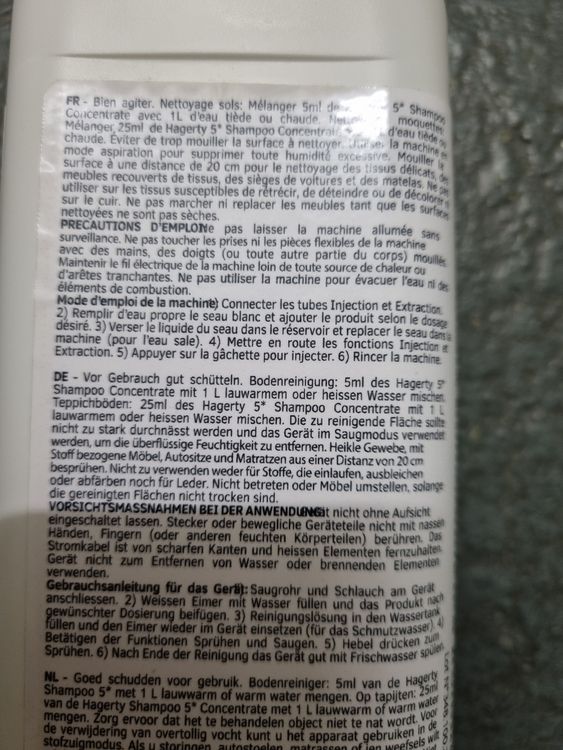 FR - Bien agiter. Nettoyage sols: Mélanger 5ml de 5* Shampoo
Concentrate avec 1L d'eau tiède ou chaude. moquettes:
Mélanger 25ml de Hagerty 5* Shampoo Concentrate d'eau tiède ou
chaude. Éviter de trop mouiller la surface à nettoyer. Utiliser la machine en
mode aspiration pour supprimer toute humidité excessive. Mouiller la
surface à une distance de 20 cm pour le nettoyage des tissus délicats, des
meubles recouverts de tissus, des sièges de voitures et des matelas. Ne pas
utiliser sur les tissus susceptibles de rétrécir, de déteindre ou de décolorer ni
sur le cuir. Ne pas marcher ni replacer les meubles tant que les surfaces
nettoyées ne sont pas sèches.
PRECAUTIONS D'EMPLOI: Ne pas laisser la machine allumée sans
surveillance. Ne pas toucher les prises ni les pièces flexibles de la machine
avec des mains, des doigts (ou toute autre partie du corps) mouillés.
Maintenir le fil électrique de la machine loin de toute source de chaleur ou
d'arêtes tranchantes. Ne pas utiliser la machine pour évacuer l'eau ni des
éléments de combustion.
Mode d'emploi de la machine: 1) Connecter les tubes Injection et Extraction.
2) Remplir d'eau propre le seau blanc et ajouter le produit selon le dosage
désiré. 3) Verser le liquide du seau dans le réservoir et replacer le seau dans la
machine (pour l'eau sale). 4) Mettre en route les fonctions Injection et
Extraction. 5) Appuyer sur la gâchette pour injecter. 6) Rincer la machine.
DE - Vor Gebrauch gut schütteln. Bodenreinigung: 5ml des Hagerty 5*
Shampoo Concentrate mit 1 L lauwarmem oder heissen Wasser mischen.
Teppichböden: 25ml des Hagerty 5* Shampoo Concentrate mit 1 L
lauwarmem oder heissen Wasser mischen. Die zu reinigende Fläche sollte
nicht zu stark durchnässt werden und das Gerät im Saugmodus verwendet
werden, um die überflüssige Feuchtigkeit zu entfernen. Heikle Gewebe, mit
Stoff bezogene Möbel, Autositze und Matratzen aus einer Distanz von 20 cm
besprühen. Nicht zu verwenden weder für Stoffe, die einlaufen, ausbleichen
oder abfärben noch für Leder. Nicht betreten oder Möbel umstellen, solange
die gereinigten Flächen nicht trocken sind.
VORSICHTSMASSNAHMEN BEI DER ANWENDUNG: Gerät nicht ohne Aufsicht
eingeschaltet lassen. Stecker oder bewegliche Geräteteile nicht mit nassen
Händen, Fingern (oder anderen feuchten Körperteilen) berühren. Das
Stromkabel ist von scharfen Kanten und heissen Elementen fernzuhalten.
Gerät nicht zum Entfernen von Wasser oder brennenden Elementen
verwenden.
Gebrauchsanleitung für das Gerät: Saugrohr und Schlauch am Gerät
anschliessen. 2) Weissen Eimer mit Wasser füllen und das Produkt nach
gewünschter Dosierung beifügen. 3) Reinigungslösung in den Wassertank
füllen und den Eimer wieder im Gerät einsetzen (für das Schmutzwasser). 4)
Betätigen der Funktionen Sprühen und Saugen. 5) Hebel drücken zum
Sprühen. 6) Nach Ende der Reinigung das Gerät gut mit Frischwasser spülen.
NL - Goed schudden voor gebruik. Bodenreiniger: 5ml van de Hagerty
Shampoo 5* met 1 L lauwwarm of warm water mengen. Op tapijten: 25ml
van de Hagerty Shampoo 5* Concentrate met 1 L lauwwarm of warm water
mengen. Zorg ervoor dat het te behandelen object niet te nat wordt. Voor
de verwijdering van overtollig vocht kunt u het apparaat gebruiken in de
stofzuigmodus. Als u storingen, autostoelen, matrassen of